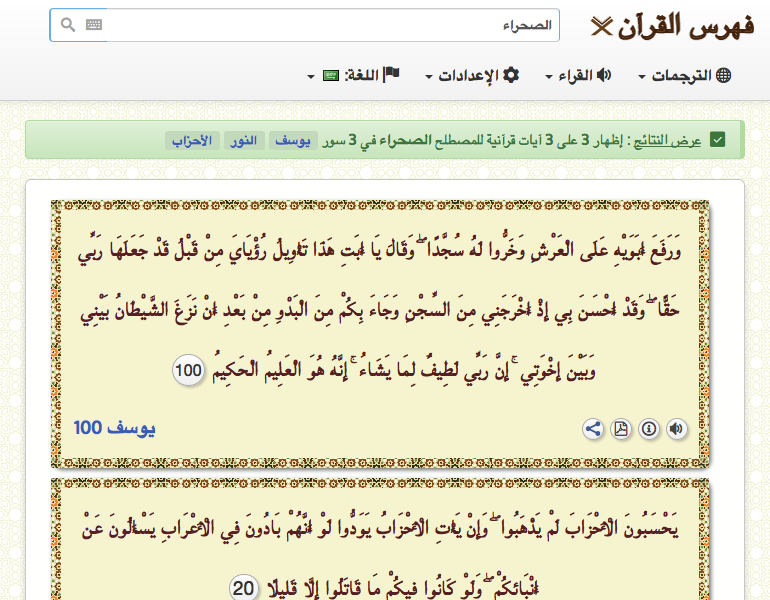 فهرس القرآن
الصحراء
الترجمات
القراء
الإعدادات
اللغة:
عرض النتائج : إظهار 3 على 3 آيات قرآنية للمصطلح الصحراء في 3 سور يوسف النور الأحزاب
وَرَفَعَ أَبَوَيْهِ عَلَى الْعَرْشِ وَخَرُّوا لَهُ سُجَّدًا ۖ وَقَالَ يَا أَبَتِ هَٰذَا تَأْوِيلُ رُؤْيَايَ مِنْ قَبْلُ قَدْ جَعَلَهَا رَبِّي
حَقًّا ۖ وَقَدْ أَحْسَنَ بِي إِذْ أَخْرَجَنِي مِنَ السِّجْنِ وَجَاءَ بِكُمْ مِنَ الْبَدْوِ مِنْ بَعْدِ أَنْ نَزَغَ الشَّيْطَانُ بَيْنِي
وَبَيْنَ إِخْوَتِي ۚ إِنَّ رَبِّي لَطِيفٌ لِمَا يَشَاءُ ۚ إِنَّهُ هُوَ الْعَلِيمُ الْحَكِيمُ 100
يوسف 100
يَحْسَبُونَ الْأَحْزَابَ لَمْ يَذْهَبُوا ۖ وَإِنْ يَأْتِ الْأَحْزَابُ يَوَدُّوا لَوْ أَنَّهُمْ بَادُونَ فِي الْأَعْرَابِ يَسْأَلُونَ عَنْ
أَنْبَائِكُمْ ۖ وَلَوْ كَانُوا فِيكُمْ مَا قَاتَلُوا إِلَّا قَلِيلًا 20